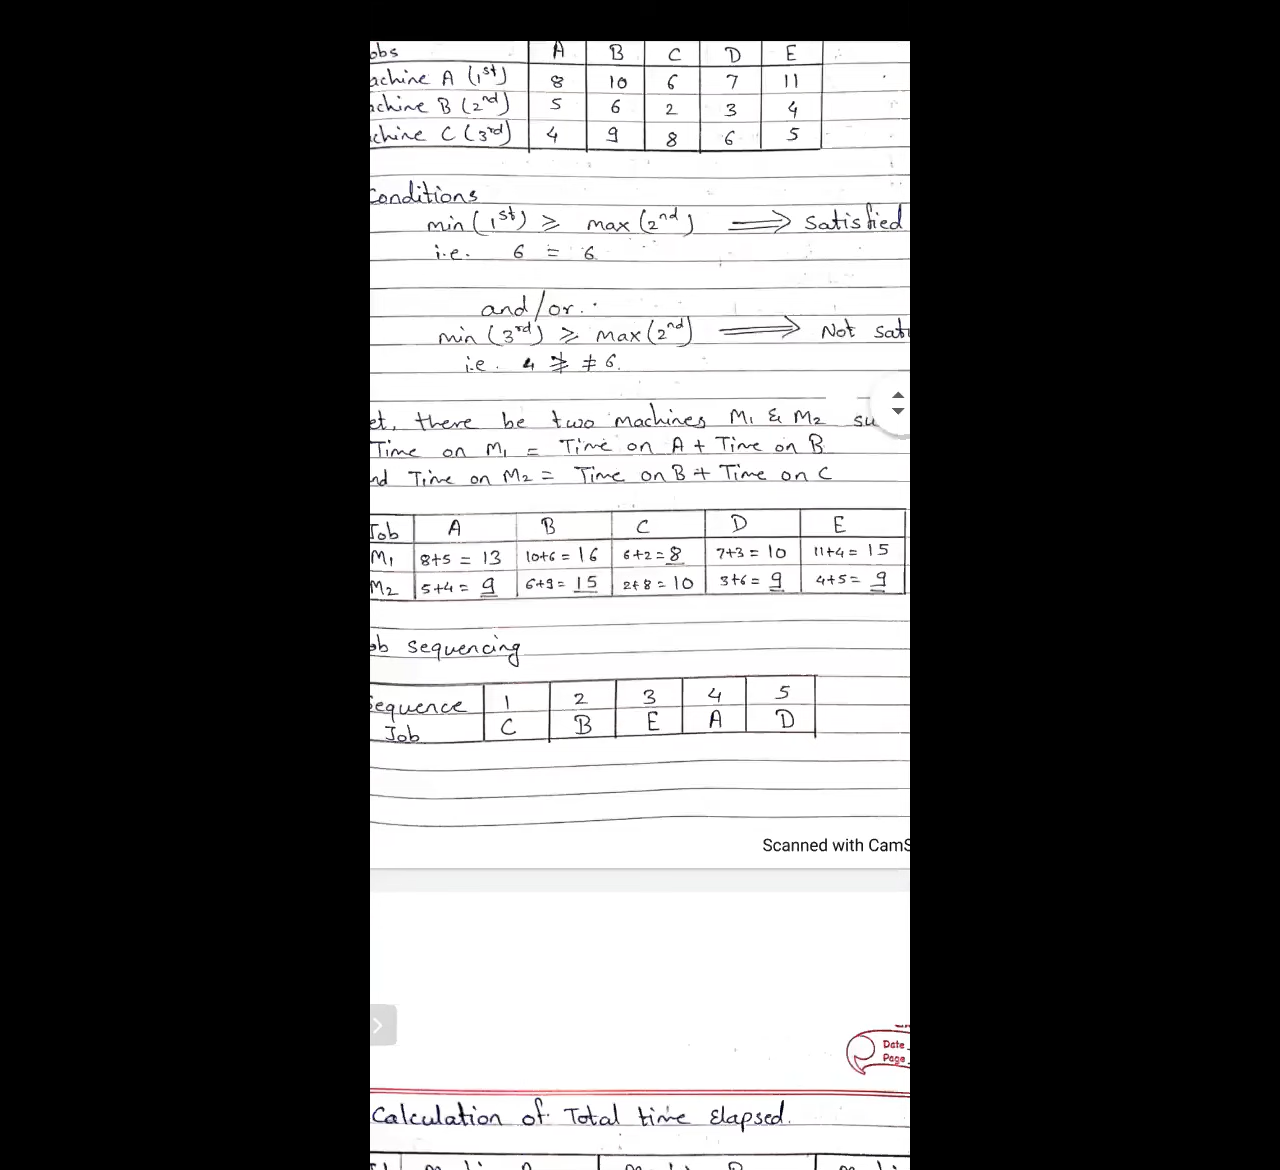 obs A B C D E
achine A (1st) 8 10 6 7 11
chine B (2nd) 5 6 2 3 4
chine C (3rd) 4 9 8 6 5
Conditions
min (1st) ⩾ max (2nd) ⟹ Satisfied
i.e. 6 = 6
and/or.
min (3rd) ⩾ max (2nd) ⟹ Not sati
i.e. 4 ⋧ ≠ 6.
et, there be two machines M1 & M2 su
Time on M1 = Time on A + Time on B
nd Time on M2 = Time on B + Time on C
Job A B C D E
M1 8+5 = 13 10+6 = 16 6+2 = 8 7+3 = 10 11+4 = 15
M2 5+4 = 9 6+9 = 15 2+8 = 10 3+6 = 9 4+5 = 9
ob sequencing
Sequence 1 2 3 4 5
Job C B E A D
Scanned with CamS
Date
Page
Calculation of Total time Elapsed.